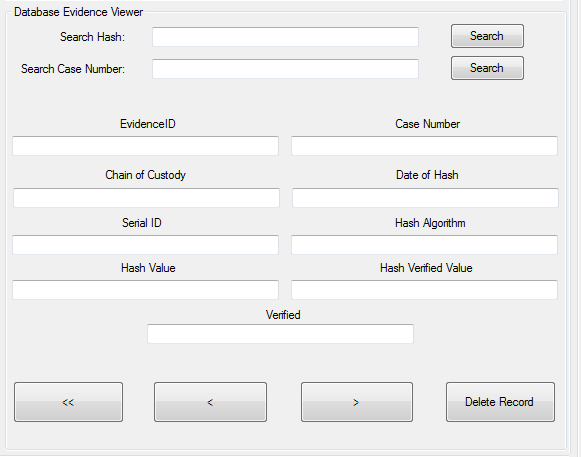 Database Evidence Viewer
Search Hash: Search
Search Case Number: Search
EvidenceID Case Number
Chain of Custody Date of Hash
Serial ID Hash Algorithm
Hash Value Hash Verified Value
Verified
<< < > Delete Record